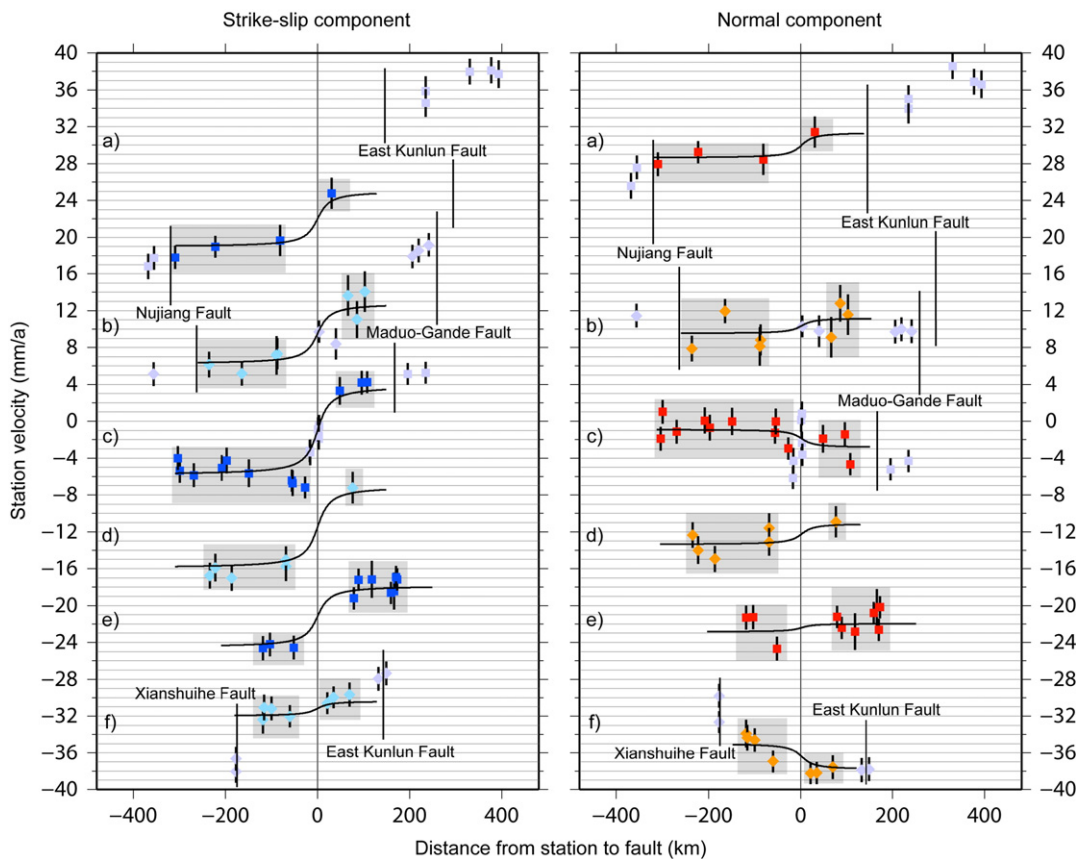 Strike-slip component
Normal component
40
36
32
28
24
20
16
12
8
4
0
−4
−8
−12
−16
−20
−24
−28
−32
−36
−40
Station velocity (mm/a)
a)
East Kunlun Fault
Nujiang Fault
b)
Maduo-Gande Fault
c)
d)
e)
Xianshuihe Fault
f)
East Kunlun Fault
−400
−200
0
200
400
a)
East Kunlun Fault
Nujiang Fault
b)
Maduo-Gande Fault
c)
d)
e)
f)
East Kunlun Fault
Xianshuihe Fault
40
36
32
28
24
20
16
12
8
4
0
−4
−8
−12
−16
−20
−24
−28
−32
−36
−40
−400
−200
0
200
400
Distance from station to fault (km)